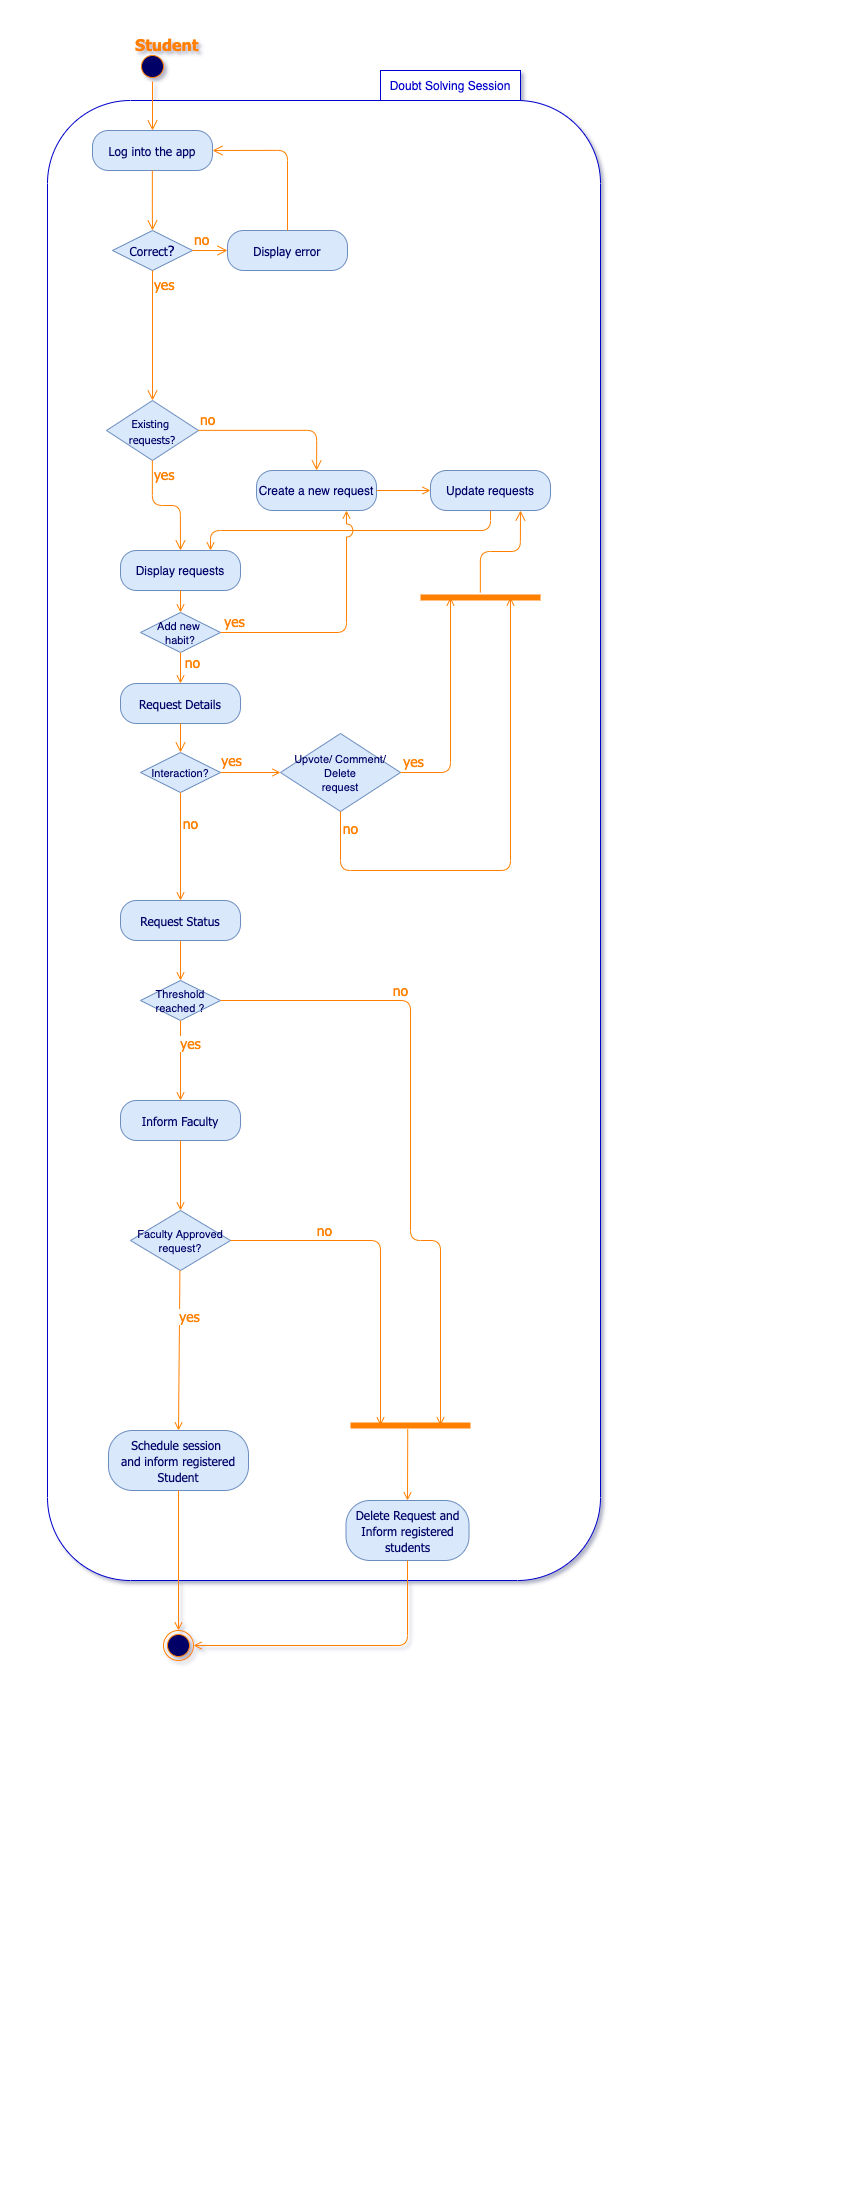 Student
Doubt Solving Session
Log into the app
Correct?
no
Display error
yes
Existing
requests?
no
yes
Create a new request
Update requests
Display requests
Add new
habit?
yes
no
Request Details
Interaction?
yes
Upvote/ Comment/
Delete
request
yes
no
no
Request Status
Threshold
reached ?
no
yes
Inform Faculty
Faculty Approved
request?
no
yes
Schedule session
and inform registered
Student
Delete Request and
Inform registered
students